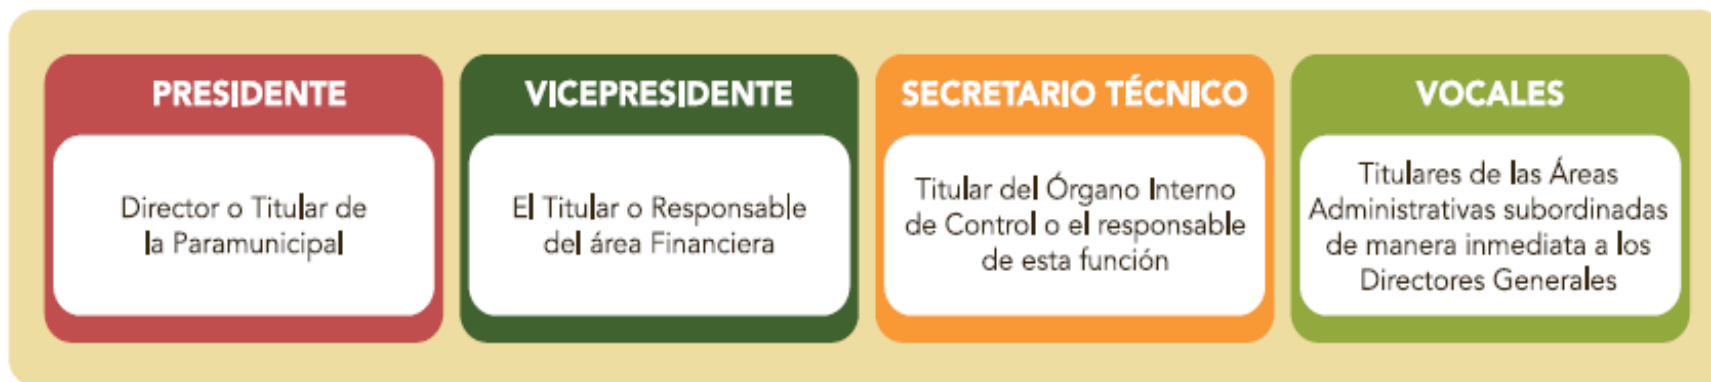 PRESIDENTE
Director o Titular de
la Paramunicipal
VICEPRESIDENTE
El Titular o Responsable
del área Financiera
SECRETARIO TÉCNICO
Titular del Órgano Interno
de Control o el responsable
de esta función
VOCALES
Titulares de las Áreas
Administrativas subordinadas
de manera inmediata a los
Directores Generales